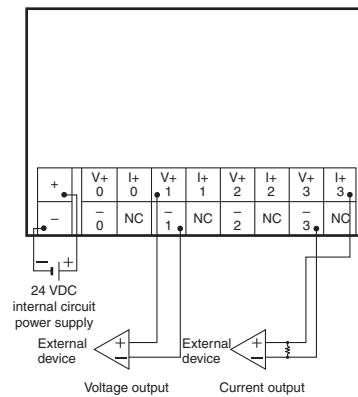 + V+ I+ V+ I+ V+ I+ V+ I+
0 0 1 1 2 2 3 3
− − NC − NC − NC − NC
0 1 2 3
− +
24 VDC
internal circuit
power supply
External
device
+
−
Voltage output
External
device
+
−
Current output